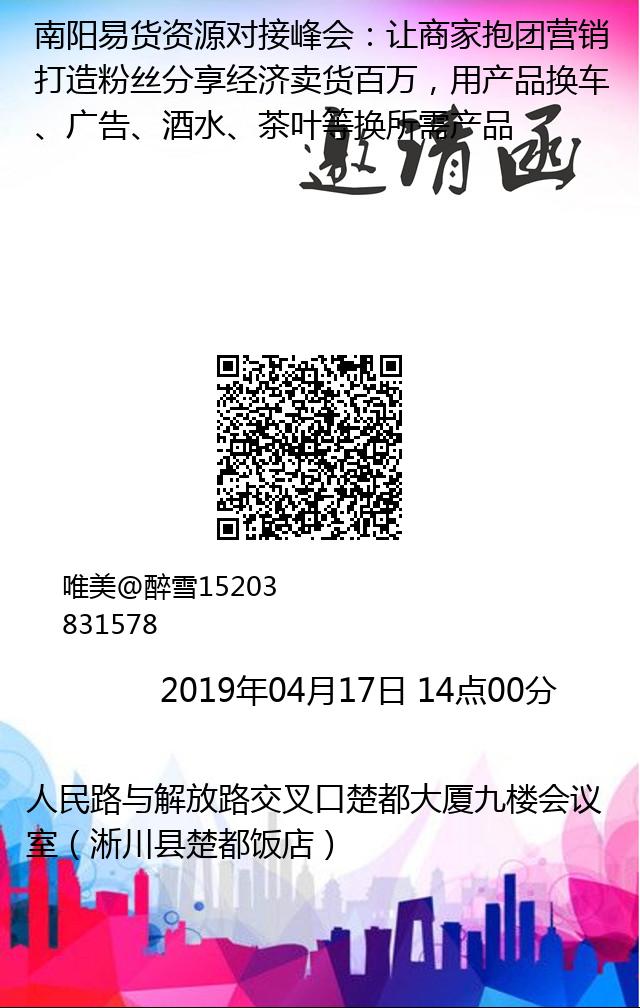 南阳易货资源对接峰会：让商家抱团营销
打造粉丝分享经济卖货百万，用产品换车
、广告、酒水、茶叶等换所需产品
邀请函
唯美@醉雪15203
831578
2019年04月17日 14点00分
人民路与解放路交叉口楚都大厦九楼会议
室（淅川县楚都饭店）